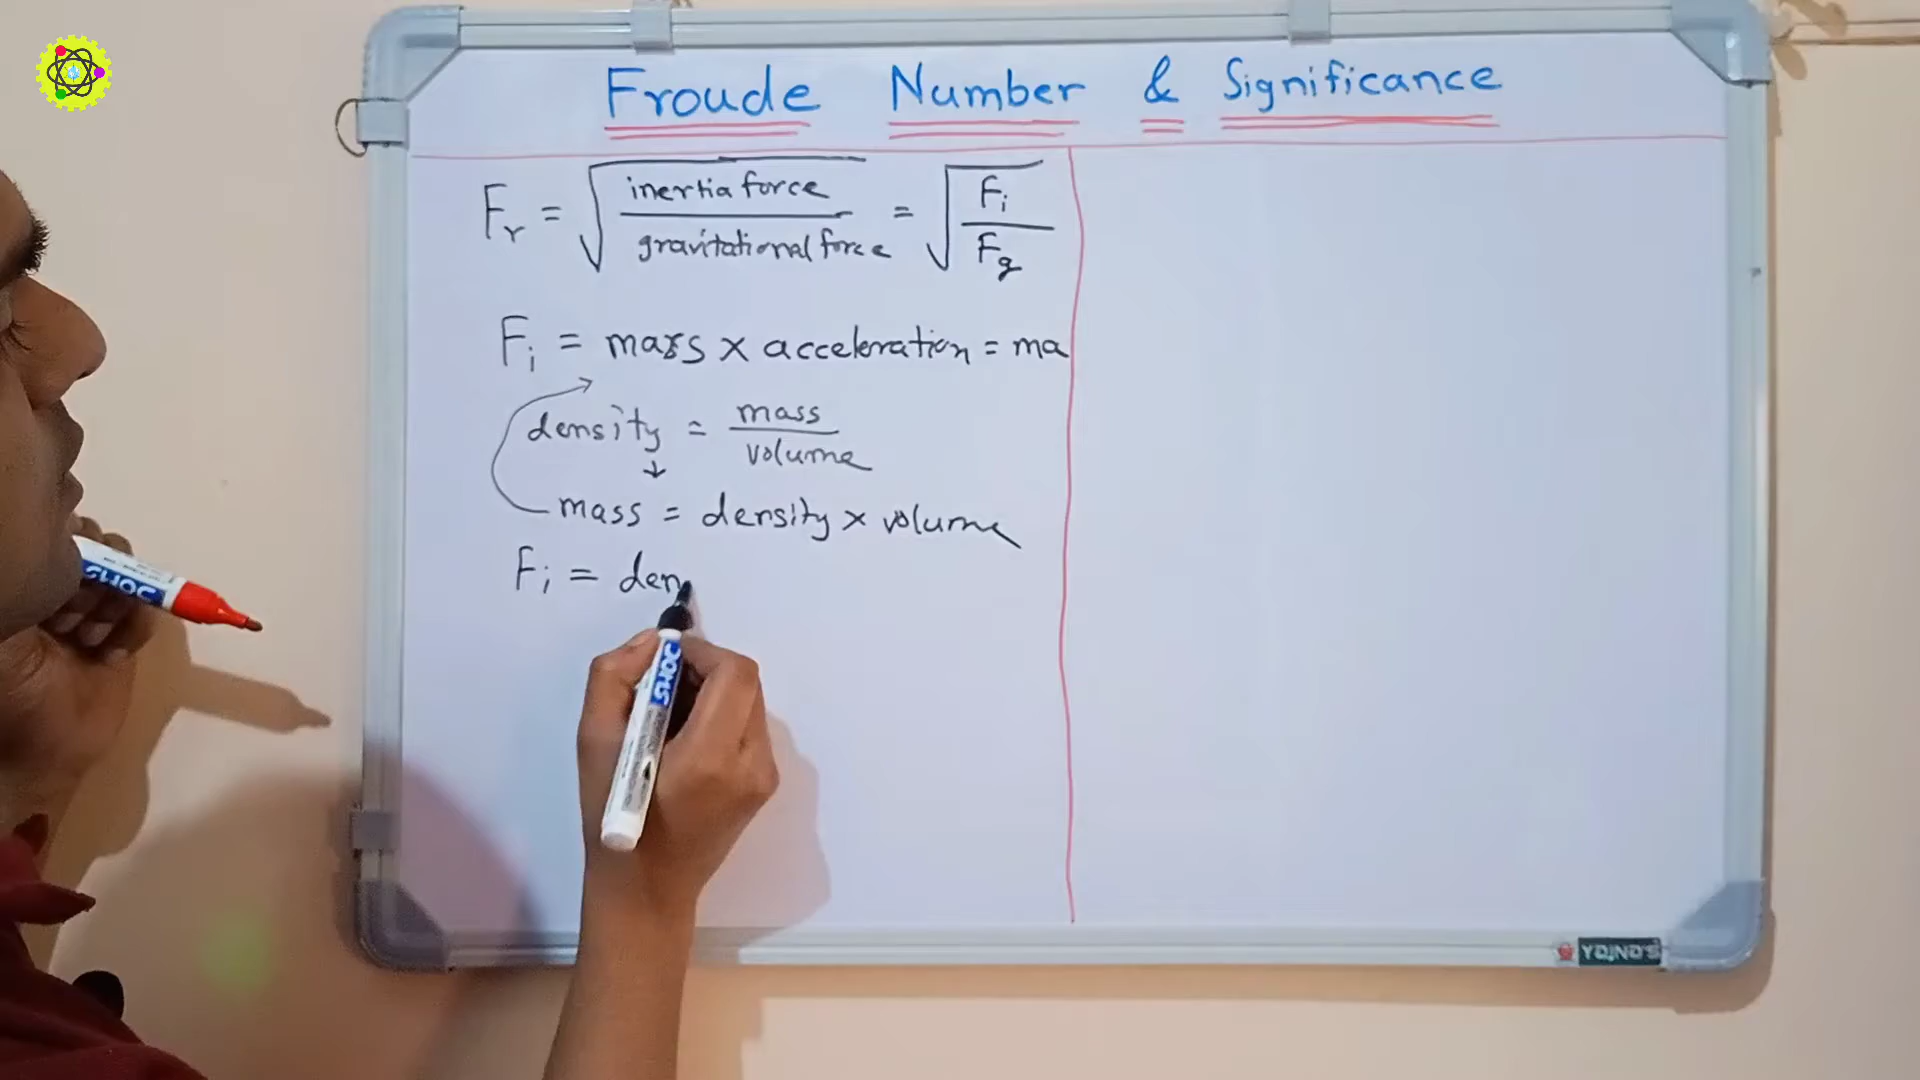 Froude Number & Significance
Fr = √(inertia force / gravitational force) = √(Fi / Fg)
Fi = mass × acceleration = ma
density = mass / volume
mass = density × volume
Fi = den
DOMS
DOMS